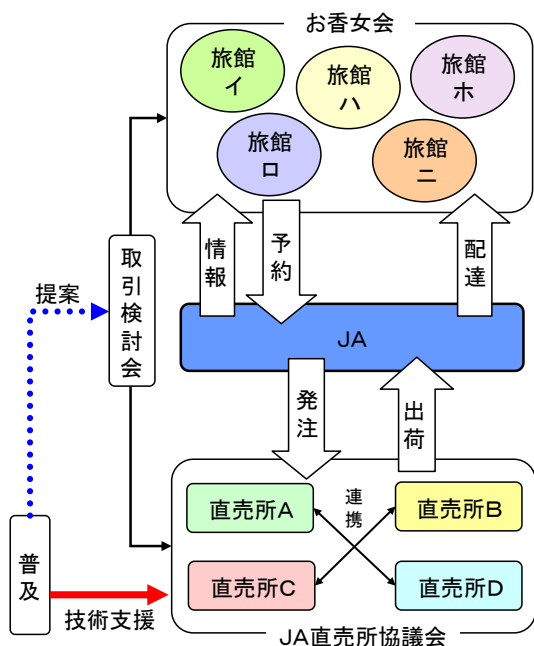 お香女会
旅館
イ
旅館
ハ
旅館
ホ
旅館
ロ
旅館
ニ
情報
予約
配達
取引検討会
提案
JA
発注
出荷
直売所A
連携
直売所B
普及
直売所C
直売所D
技術支援
JA直売所協議会